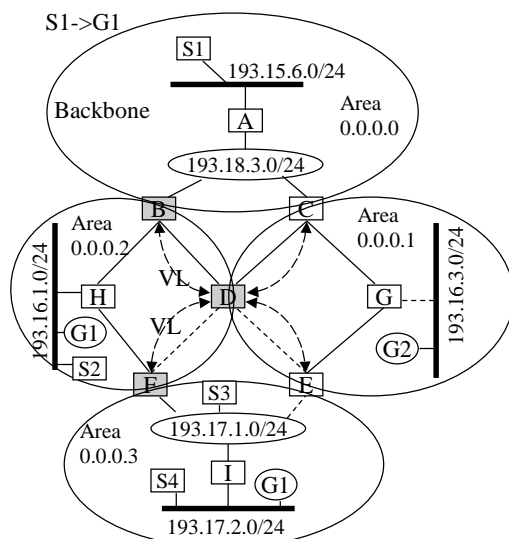 S1->G1
S1
193.15.6.0/24
Backbone
A
Area
0.0.0.0
193.18.3.0/24
B
C
Area
0.0.0.2
Area
0.0.0.1
193.16.1.0/24
193.16.3.0/24
VL
H
D
G
VL
G1
G2
S2
F
E
S3
Area
0.0.0.3
193.17.1.0/24
I
S4
G1
193.17.2.0/24